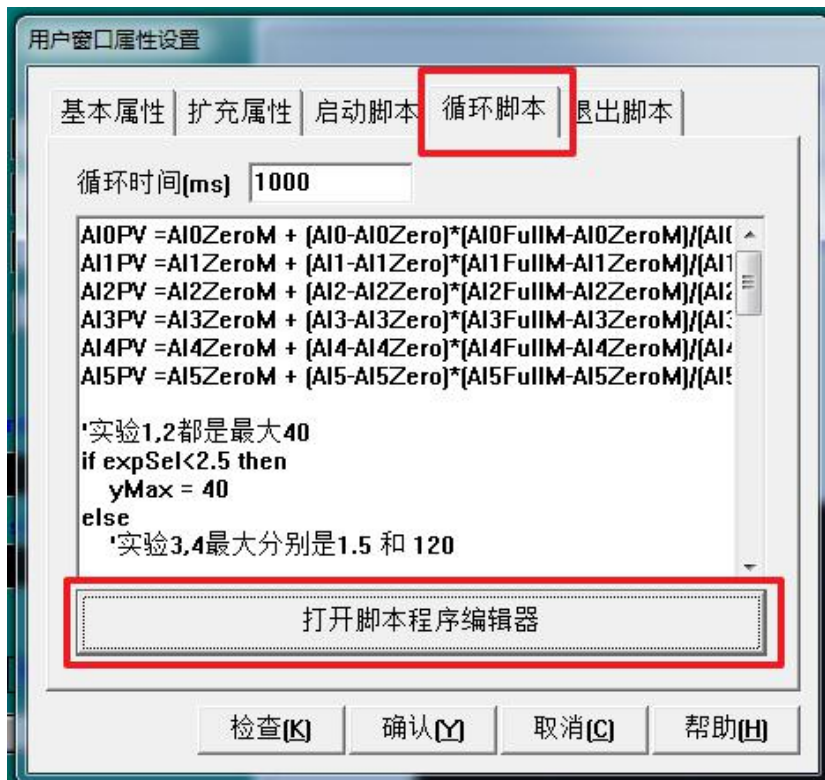 用户窗口属性设置
基本属性 扩充属性 启动脚本 循环脚本 退出脚本
循环时间(ms) 1000
AI0PV =AI0ZeroM + (AI0-AI0Zero)*(AI0FullM-AI0ZeroM)/(AI0
AI1PV =AI1ZeroM + (AI1-AI1Zero)*(AI1FullM-AI1ZeroM)/(AI1
AI2PV =AI2ZeroM + (AI2-AI2Zero)*(AI2FullM-AI2ZeroM)/(AI2
AI3PV =AI3ZeroM + (AI3-AI3Zero)*(AI3FullM-AI3ZeroM)/(AI3
AI4PV =AI4ZeroM + (AI4-AI4Zero)*(AI4FullM-AI4ZeroM)/(AI4
AI5PV =AI5ZeroM + (AI5-AI5Zero)*(AI5FullM-AI5ZeroM)/(AI5
'实验1,2都是最大40
if expSel<2.5 then
yMax = 40
else
'实验3,4最大分别是1.5 和 120
打开脚本程序编辑器
检查(K) 确认(Y) 取消(C) 帮助(H)